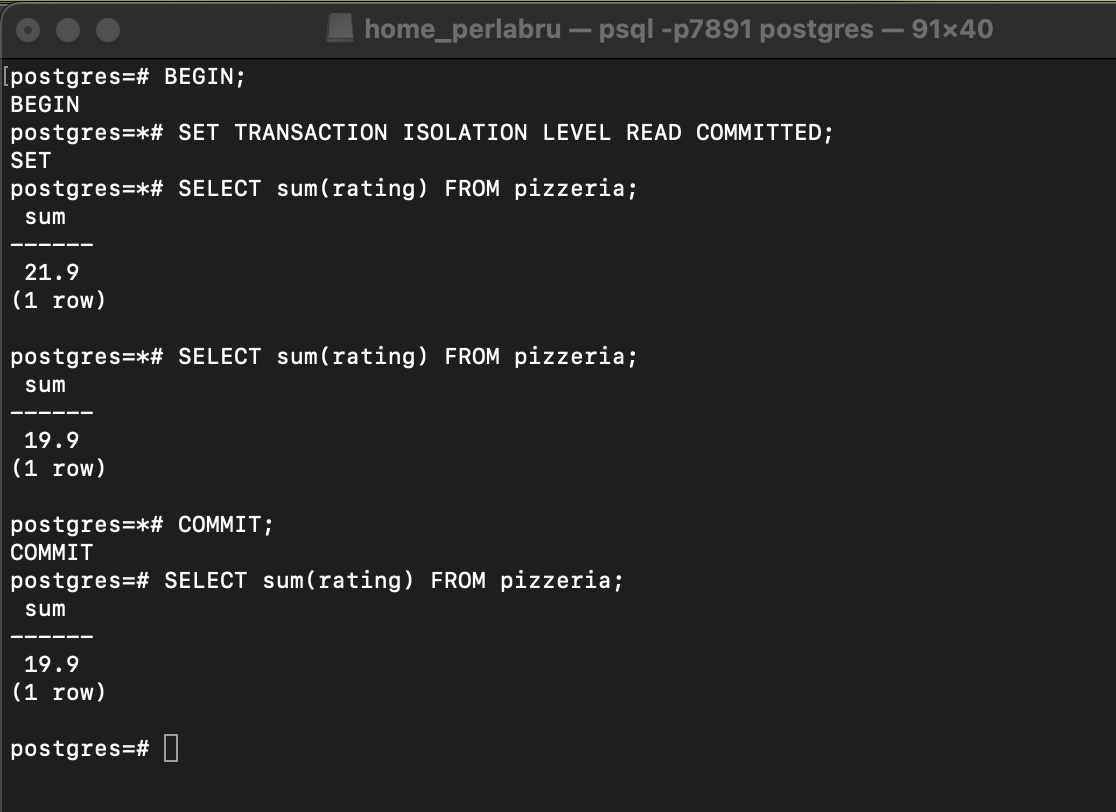 home_perlabru — psql -p7891 postgres — 91×40
[postgres=# BEGIN;
BEGIN
postgres=*# SET TRANSACTION ISOLATION LEVEL READ COMMITTED;
SET
postgres=*# SELECT sum(rating) FROM pizzeria;
 sum
------
 21.9
(1 row)

postgres=*# SELECT sum(rating) FROM pizzeria;
 sum
------
 19.9
(1 row)

postgres=*# COMMIT;
COMMIT
postgres=# SELECT sum(rating) FROM pizzeria;
 sum
------
 19.9
(1 row)

postgres=#